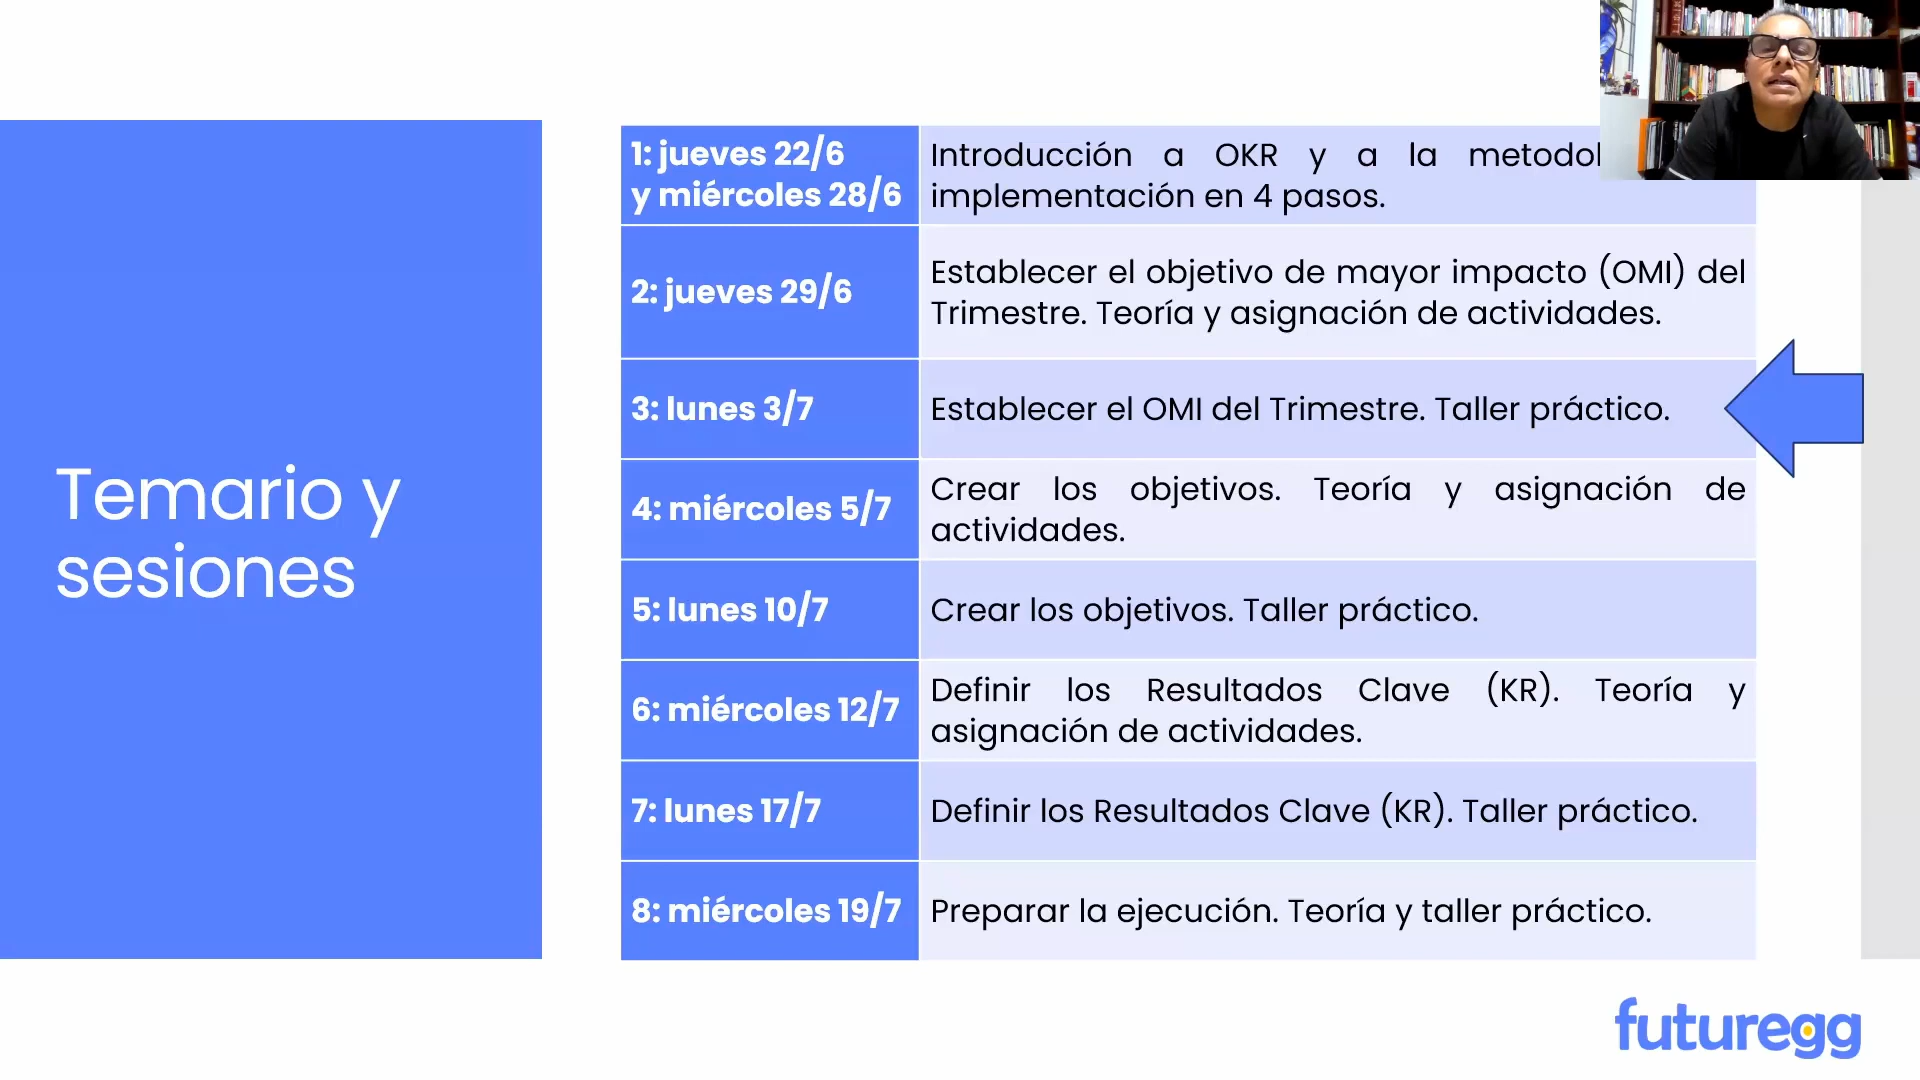 Temario y
sesiones
1: jueves 22/6
y miércoles 28/6
Introducción a OKR y a la
implementación en 4 pasos.
2: jueves 29/6
Establecer el objetivo de mayor impacto (OMI) del
Trimestre. Teoría y asignación de actividades.
3: lunes 3/7
Establecer el OMI del Trimestre. Taller práctico.
4: miércoles 5/7
Crear los objetivos. Teoría y asignación de
actividades.
5: lunes 10/7
Crear los objetivos. Taller práctico.
6: miércoles 12/7
Definir los Resultados Clave (KR). Teoría y
asignación de actividades.
7: lunes 17/7
Definir los Resultados Clave (KR). Taller práctico.
8: miércoles 19/7
Preparar la ejecución. Teoría y taller práctico.
futuregg